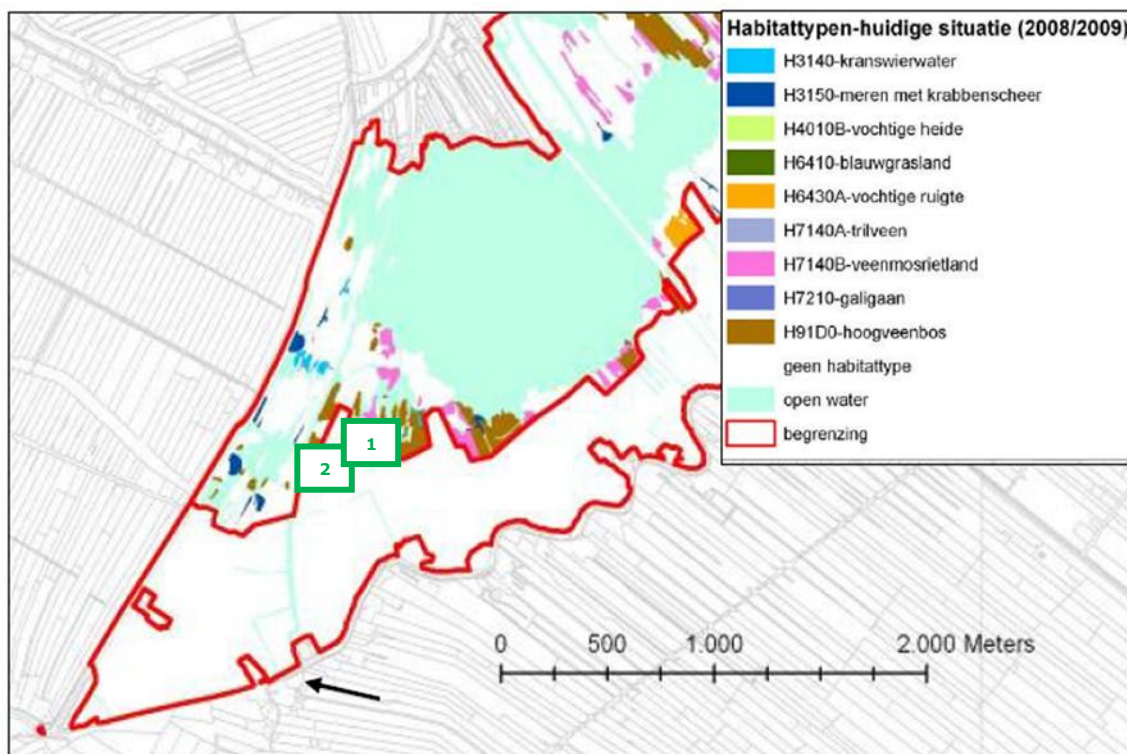 Habitattypen-huidige situatie (2008/2009)
H3140-kranswierwater
H3150-meren met krabbenscheer
H4010B-vochtige heide
H6410-blauwgrasland
H6430A-vochtige ruigte
H7140A-trilveen
H7140B-veenmosrietland
H7210-galigaan
H91D0-hoogveenbos
geen habitattype
open water
begrenzing
1
2
0 500 1.000 2.000 Meters